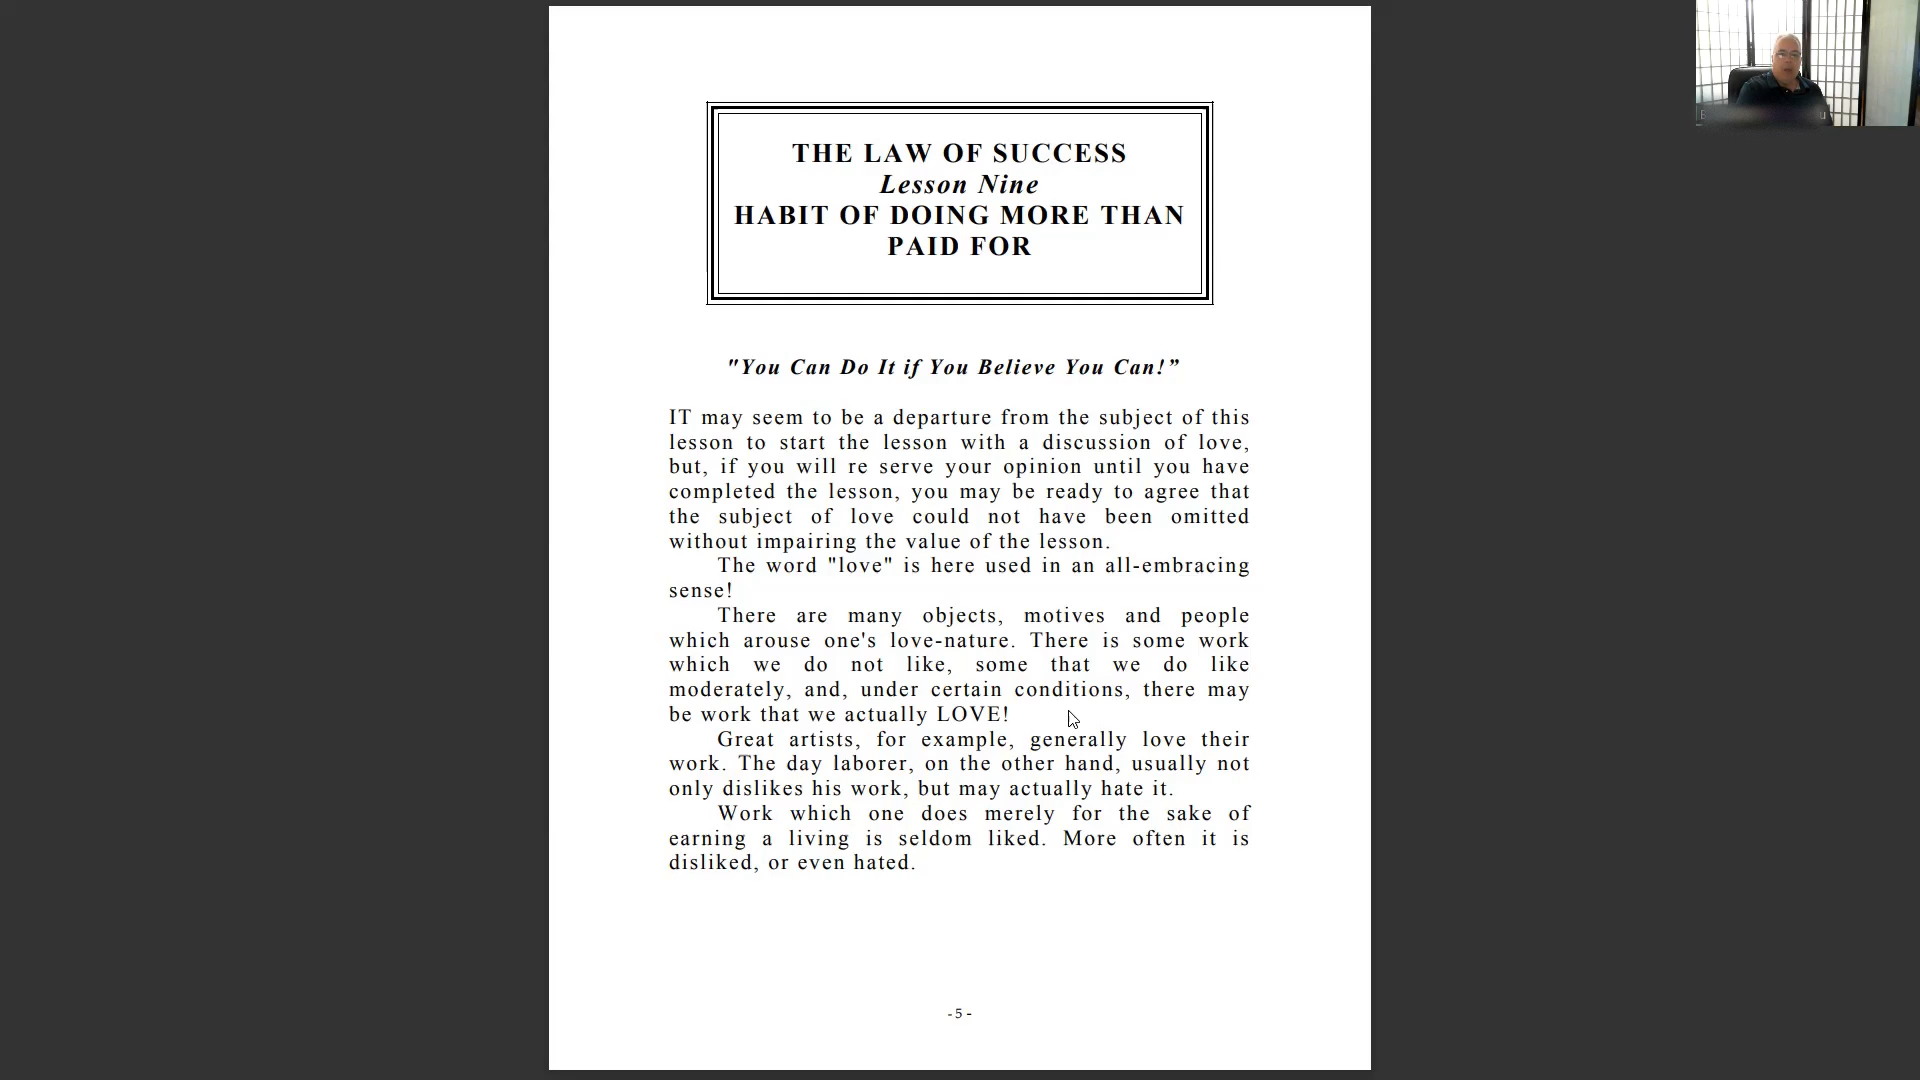 THE LAW OF SUCCESS
Lesson Nine
HABIT OF DOING MORE THAN
PAID FOR
"You Can Do It if You Believe You Can!”
IT may seem to be a departure from the subject of this
lesson to start the lesson with a discussion of love,
but, if you will re serve your opinion until you have
completed the lesson, you may be ready to agree that
the subject of love could not have been omitted
without impairing the value of the lesson.
The word "love" is here used in an all-embracing
sense!
There are many objects, motives and people
which arouse one's love-nature. There is some work
which we do not like, some that we do like
moderately, and, under certain conditions, there may
be work that we actually LOVE!
Great artists, for example, generally love their
work. The day laborer, on the other hand, usually not
only dislikes his work, but may actually hate it.
Work which one does merely for the sake of
earning a living is seldom liked. More often it is
disliked, or even hated.
- 5 -